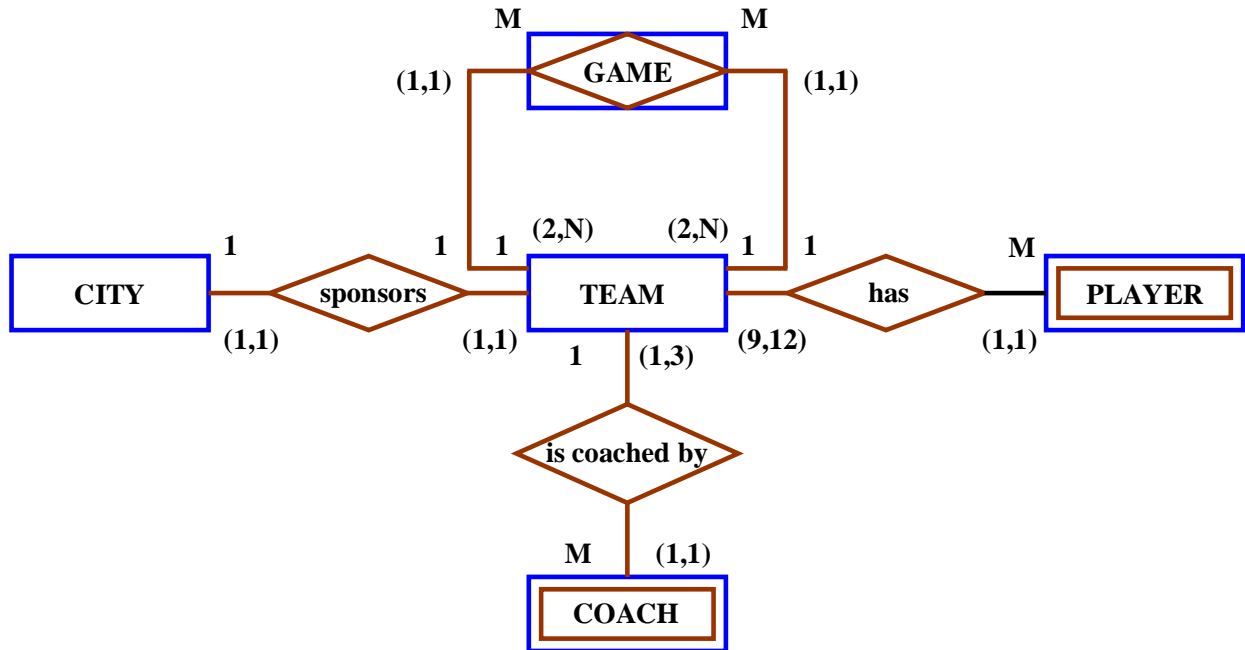 M M
GAME
(1,1) (1,1)
(2,N) (2,N)
1 1 1 1 1 M
CITY sponsors TEAM has PLAYER
(1,1) (1,1) 1 (1,3) (9,12) (1,1)
is coached by
M (1,1)
COACH